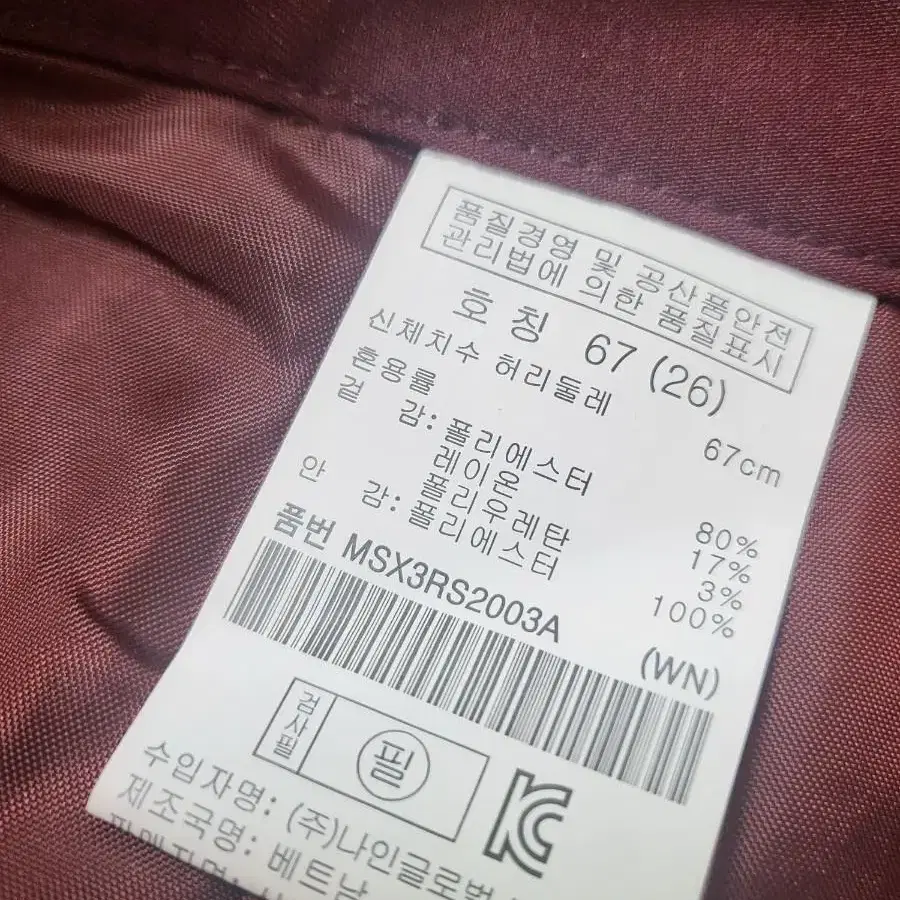 품질경영 및 공산품안전
관리법에 의한 품질표시
호 칭 67 (26)
신체치수 허리둘레 67cm
혼용률
겉 감: 폴리에스터 80%
레이온 17%
폴리우레탄 3%
안 감: 폴리에스터 100%
품번 MSX3RS2003A (WN)
검사필 필
수입자명: (주)나인글로벌
제조국명: 베트남